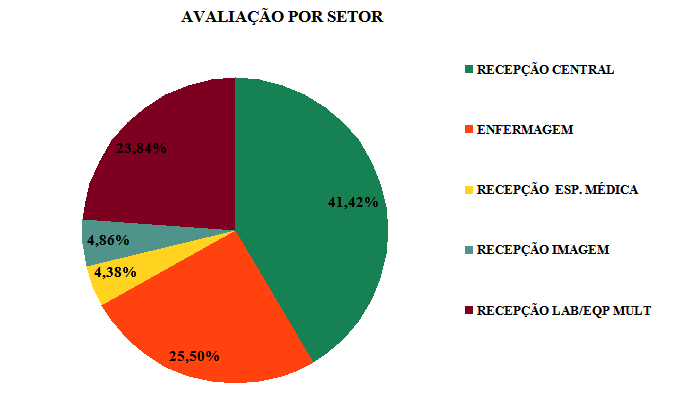 AVALIAÇÃO POR SETOR
23,84%
41,42%
4,86%
4,38%
25,50%
RECEPÇÃO CENTRAL
ENFERMAGEM
RECEPÇÃO ESP. MÉDICA
RECEPÇÃO IMAGEM
RECEPÇÃO LAB/EQP MULT